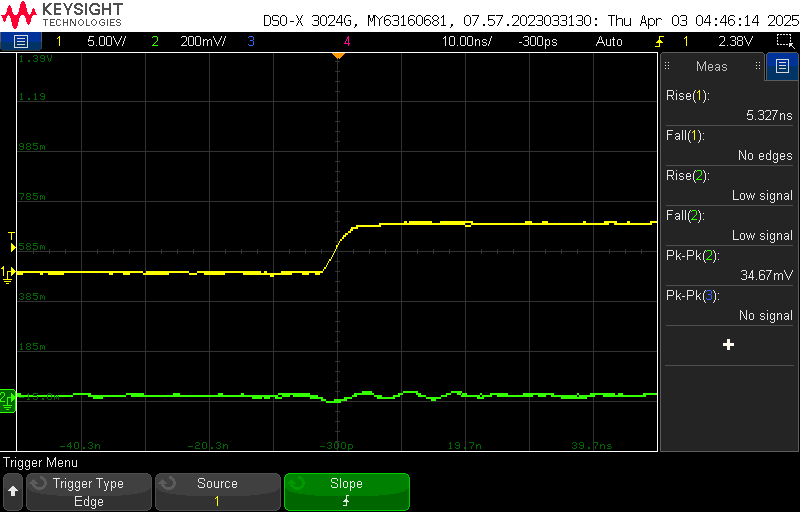 KEYSIGHT
TECHNOLOGIES
DSO-X 3024G, MY63160681, 07.57.2023033130: Thu Apr 03 04:46:14 2025
1 5.00V/ 2 200mV/ 3 4 10.00ns/ -300ps Auto 1 2.38V
1.39V
1.19
985m
785m
585m
385m
185m
-15.0m
-40.3n -20.3n -300p 19.7n 39.7ns
T
1
2
Meas
Rise(1):
5.327ns
Fall(1):
No edges
Rise(2):
Low signal
Fall(2):
Low signal
Pk-Pk(2):
34.67mV
Pk-Pk(3):
No signal
Trigger Menu
Trigger Type
Edge
Source
1
Slope